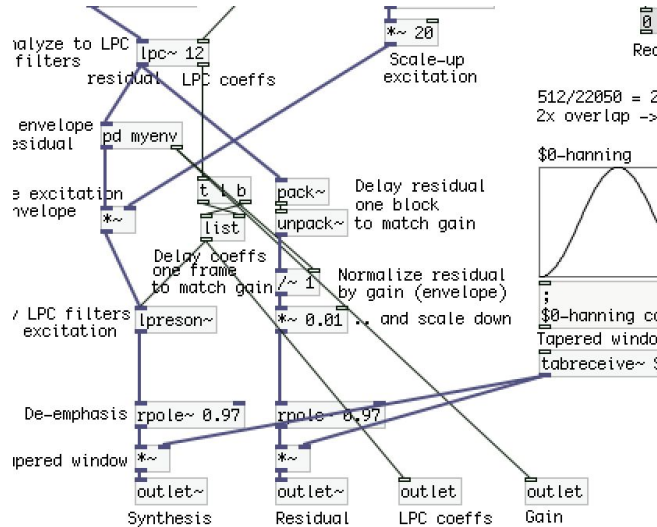 *~ 20
0
nalyze to LPC
filters
lpc~ 12
Scale-up
excitation
residual LPC coeffs
512/22050 = 2
2x overlap ->
envelope
esidual
pd myenv
$0-hanning
e excitation
nvelope
*~
t l b
list
pack~
unpack~
Delay residual
one block
to match gain
Delay coeffs
one frame
to match gain
/~ 1
Normalize residual
by gain (envelope)
LPC filters
excitation
lpreson~
*~ 0.01
.. and scale down
;
$0-hanning co
Tapered windo
tabreceive~
De-emphasis
rpole~ 0.97
rpole~ 0.97
apered window
*~
*~
outlet~
outlet~
outlet
outlet
Synthesis
Residual
LPC coeffs
Gain